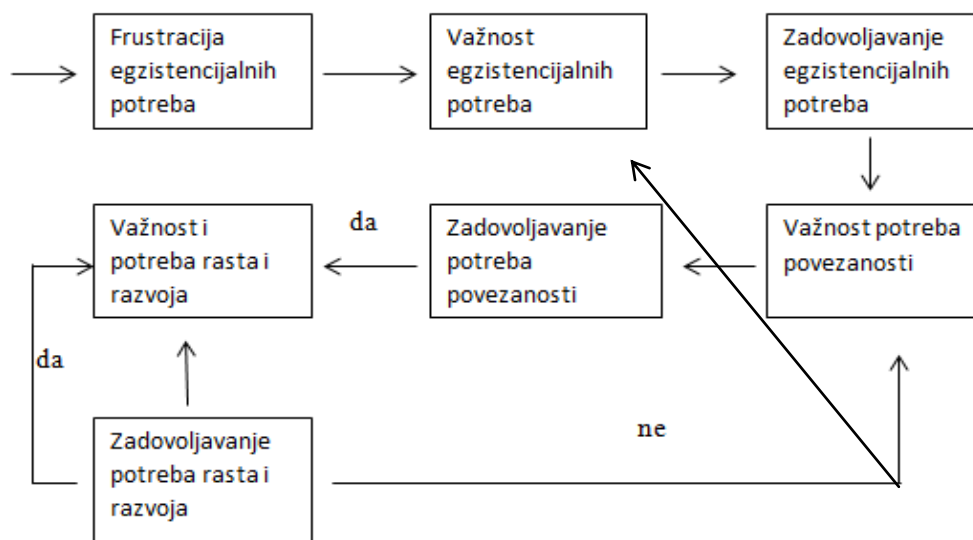 Frustracija
egzistencijalnih
potreba
Važnost
egzistencijalnih
potreba
Zadovoljavanje
egzistencijalnih
potreba
Važnost i
potreba rasta i
razvoja
da
Zadovoljavanje
potreba
povezanosti
Važnost potreba
povezanosti
da
Zadovoljavanje
potreba rasta i
razvoja
ne